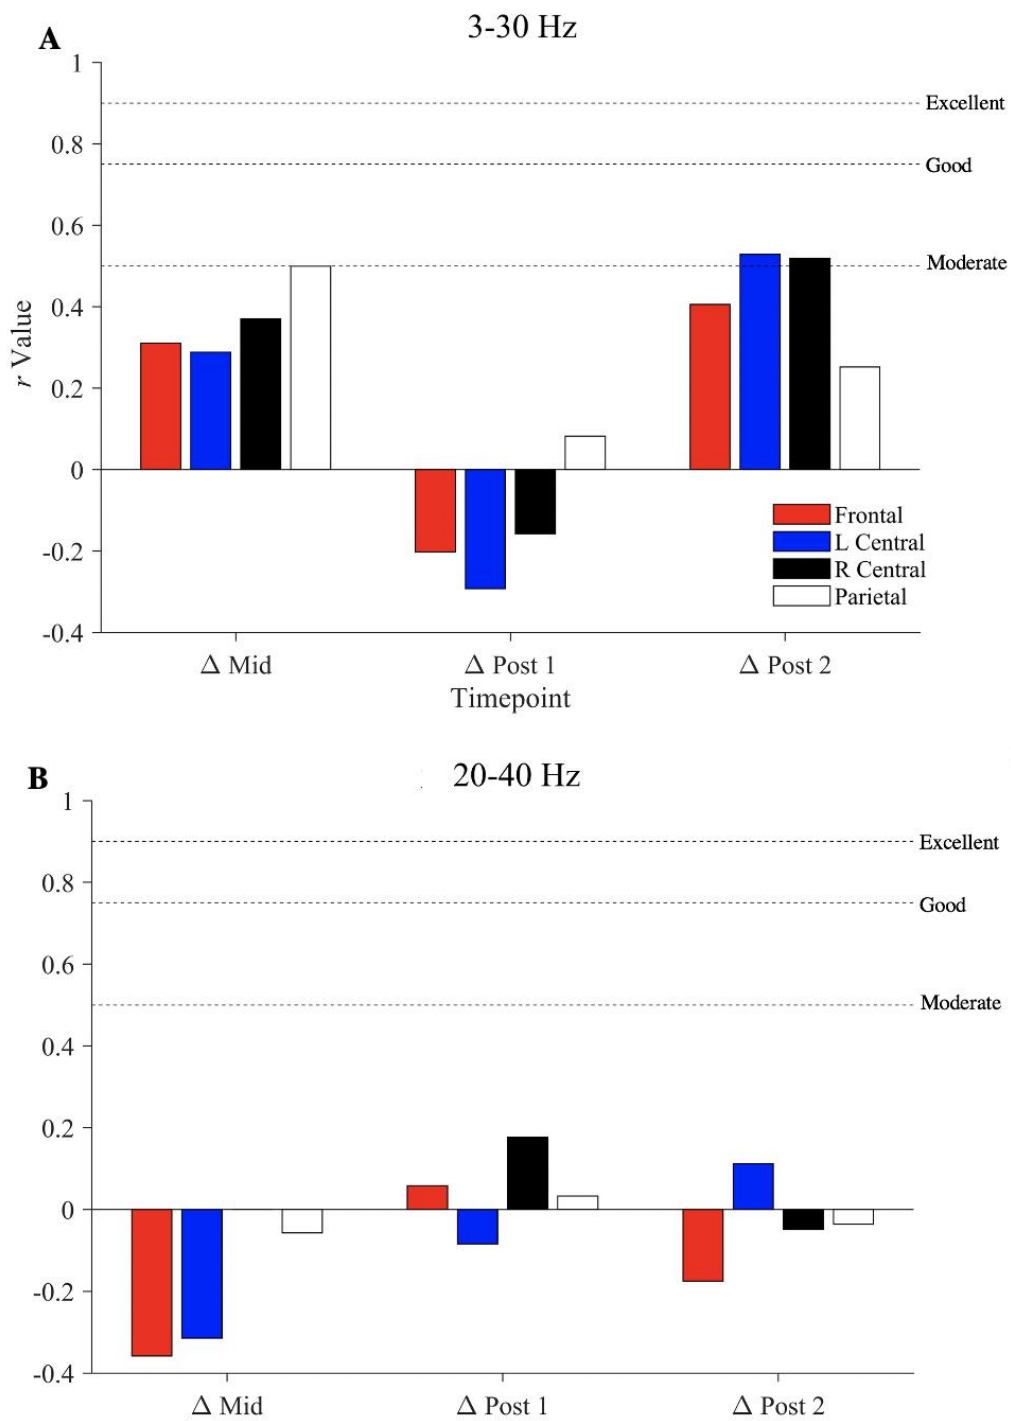 A
3-30 Hz
1
Excellent
0.8
Good
0.6
Moderate
0.4
r Value
0.2
0
Frontal
L Central
-0.2
R Central
Parietal
-0.4
Δ Mid
Δ Post 1
Δ Post 2
Timepoint
B
20-40 Hz
1
Excellent
0.8
Good
0.6
Moderate
0.4
0.2
0
-0.2
-0.4
Δ Mid
Δ Post 1
Δ Post 2